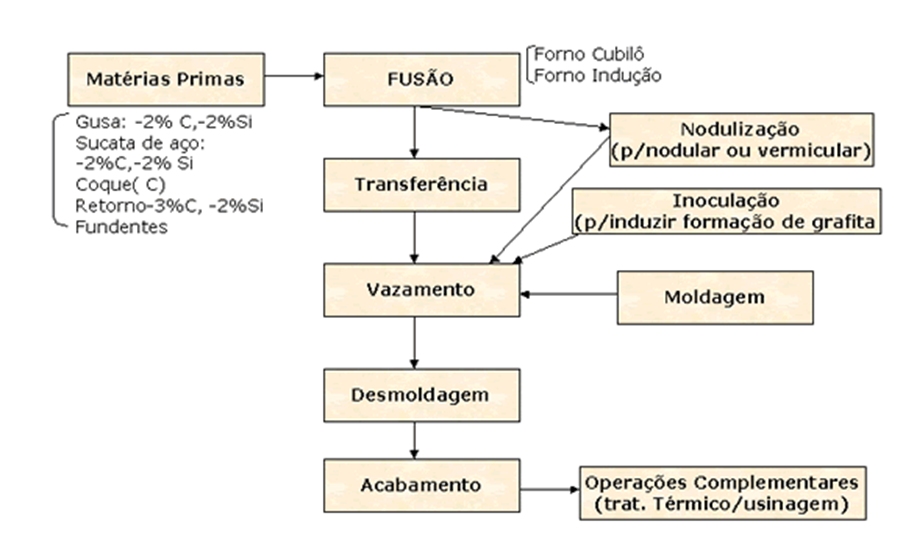 Matérias Primas
FUSÃO
Forno Cubilô
Forno Indução
Gusa: -2% C,-2%Si
Sucata de aço:
-2%C,-2% Si
Coque( C)
Retorno-3%C, -2%Si
Fundentes
Nodulização
(p/nodular ou vermicular)
Transferência
Inoculação
(p/induzir formação de grafita
Vazamento
Moldagem
Desmoldagem
Acabamento
Operações Complementares
(trat. Térmico/usinagem)